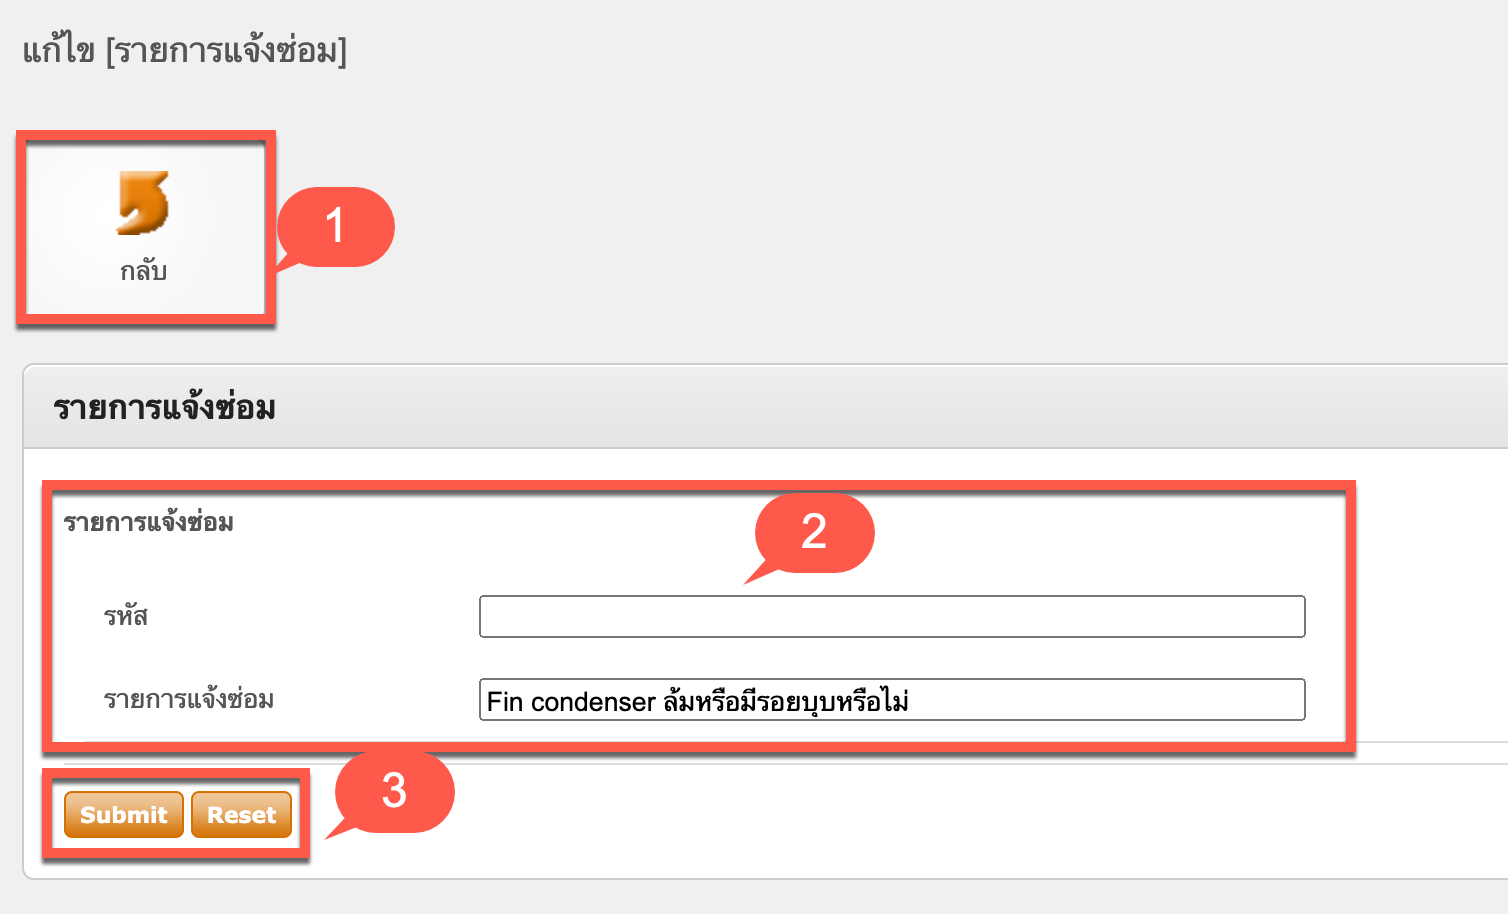 แก้ไข [รายการแจ้งซ่อม]
1
กลับ
รายการแจ้งซ่อม
2
รายการแจ้งซ่อม
รหัส
รายการแจ้งซ่อม Fin condenser ล้มหรือมีรอยบุบหรือไม่
3
Submit Reset